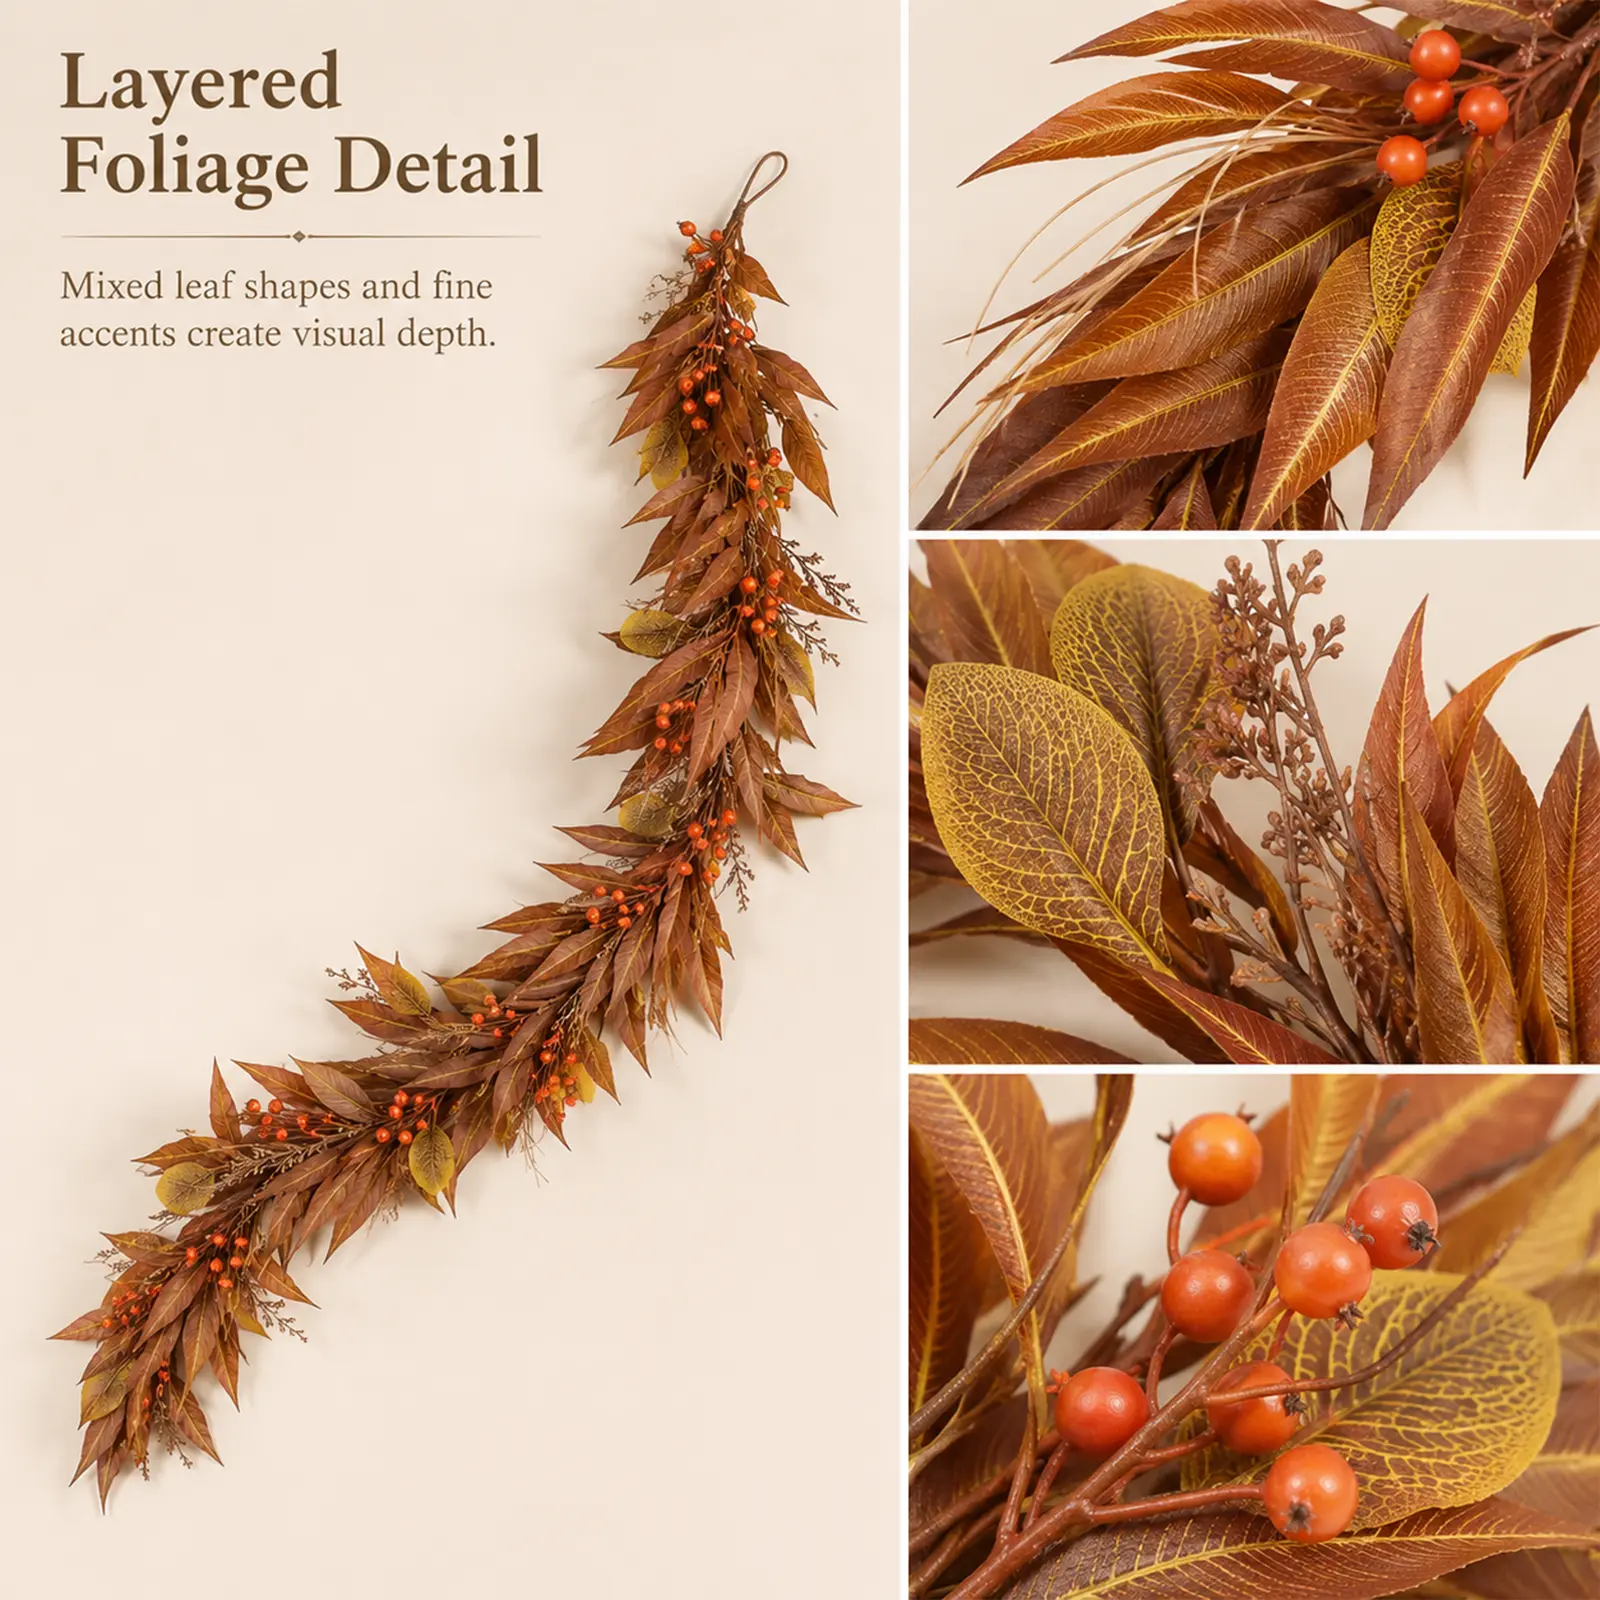 Layered
Foliage Detail
Mixed leaf shapes and fine
accents create visual depth.